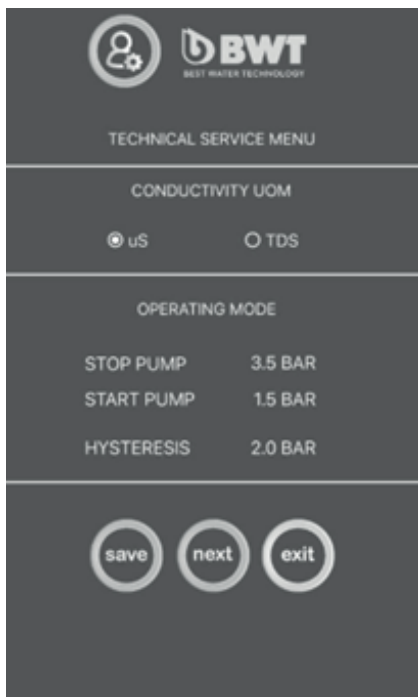 BWT
BEST WATER TECHNOLOGY
TECHNICAL SERVICE MENU
CONDUCTIVITY UOM
uS TDS
OPERATING MODE
STOP PUMP 3.5 BAR
START PUMP 1.5 BAR
HYSTERESIS 2.0 BAR
save next exit